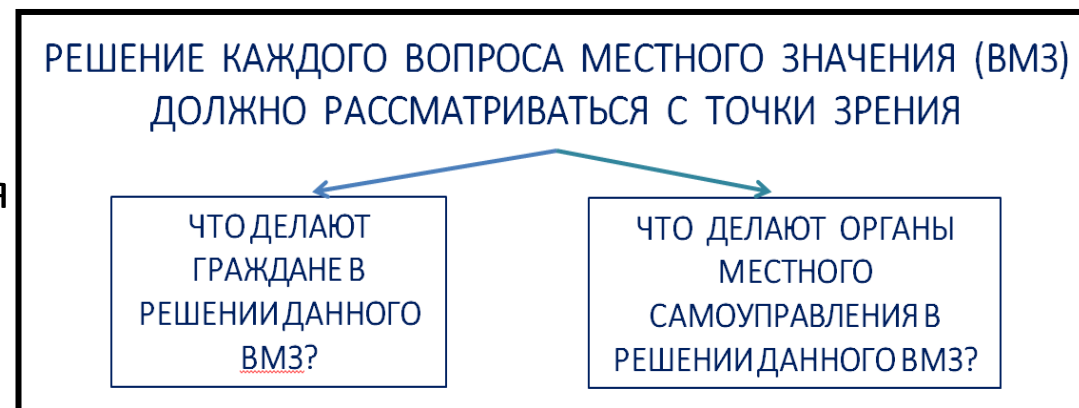 РЕШЕНИЕ КАЖДОГО ВОПРОСА МЕСТНОГО ЗНАЧЕНИЯ (ВМЗ)
ДОЛЖНО РАССМАТРИВАТЬСЯ С ТОЧКИ ЗРЕНИЯ
Я
ЧТО ДЕЛАЮТ
ГРАЖДАНЕ В
РЕШЕНИИ ДАННОГО
ВМЗ?
ЧТО ДЕЛАЮТ ОРГАНЫ
МЕСТНОГО
САМОУПРАВЛЕНИЯ В
РЕШЕНИИ ДАННОГО ВМЗ?